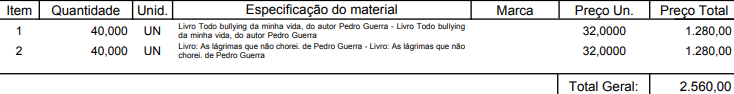 Item Quantidade Unid. Especificação do material Marca Preço Un. Preço Total
1 40,000 UN Livro Todo bullying da minha vida, do autor Pedro Guerra - Livro Todo bullying da minha vida, do autor Pedro Guerra 32,0000 1.280,00
2 40,000 UN Livro: As lágrimas que não chorei. de Pedro Guerra - Livro: As lágrimas que não chorei. de Pedro Guerra 32,0000 1.280,00
Total Geral: 2.560,00